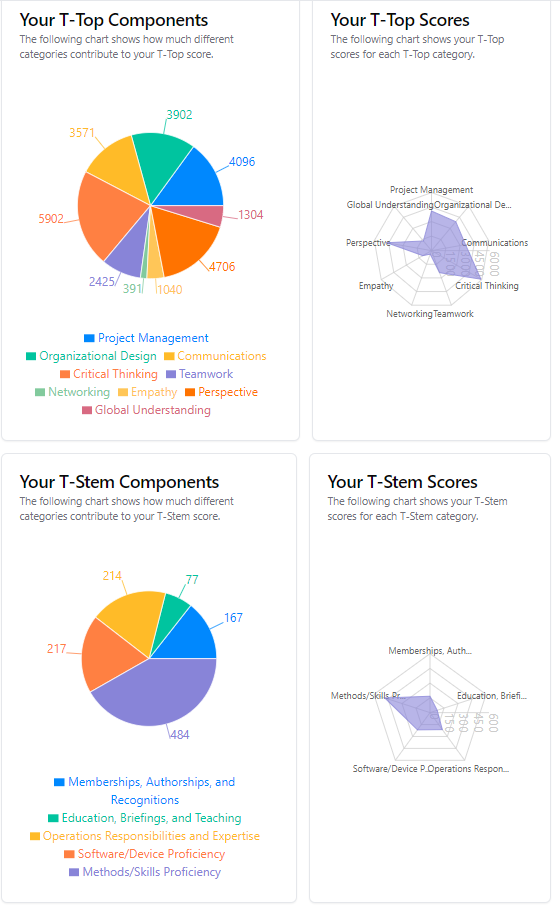 Your T-Top Components
The following chart shows how much different
categories contribute to your T-Top score.
3902
3571
4096
1304
5902
4706
2425
391
1040
Project Management
Organizational Design Communications
Critical Thinking Teamwork
Networking Empathy Perspective
Global Understanding
Your T-Top Scores
The following chart shows your T-Top
scores for each T-Top category.
Project Management
Global Understanding Organizational De...
Perspective Communications
Empathy Critical Thinking
Networking Teamwork
0 1500 3000 4500 6000
Your T-Stem Components
The following chart shows how much different
categories contribute to your T-Stem score.
214
77
167
217
484
Memberships, Authorships, and
Recognitions
Education, Briefings, and Teaching
Operations Responsibilities and Expertise
Software/Device Proficiency
Methods/Skills Proficiency
Your T-Stem Scores
The following chart shows your T-Stem
scores for each T-Stem category.
Memberships, Auth...
Methods/Skills Pr... Education, Briefi...
Software/Device P... Operations Respon...
0 150 300 450 600